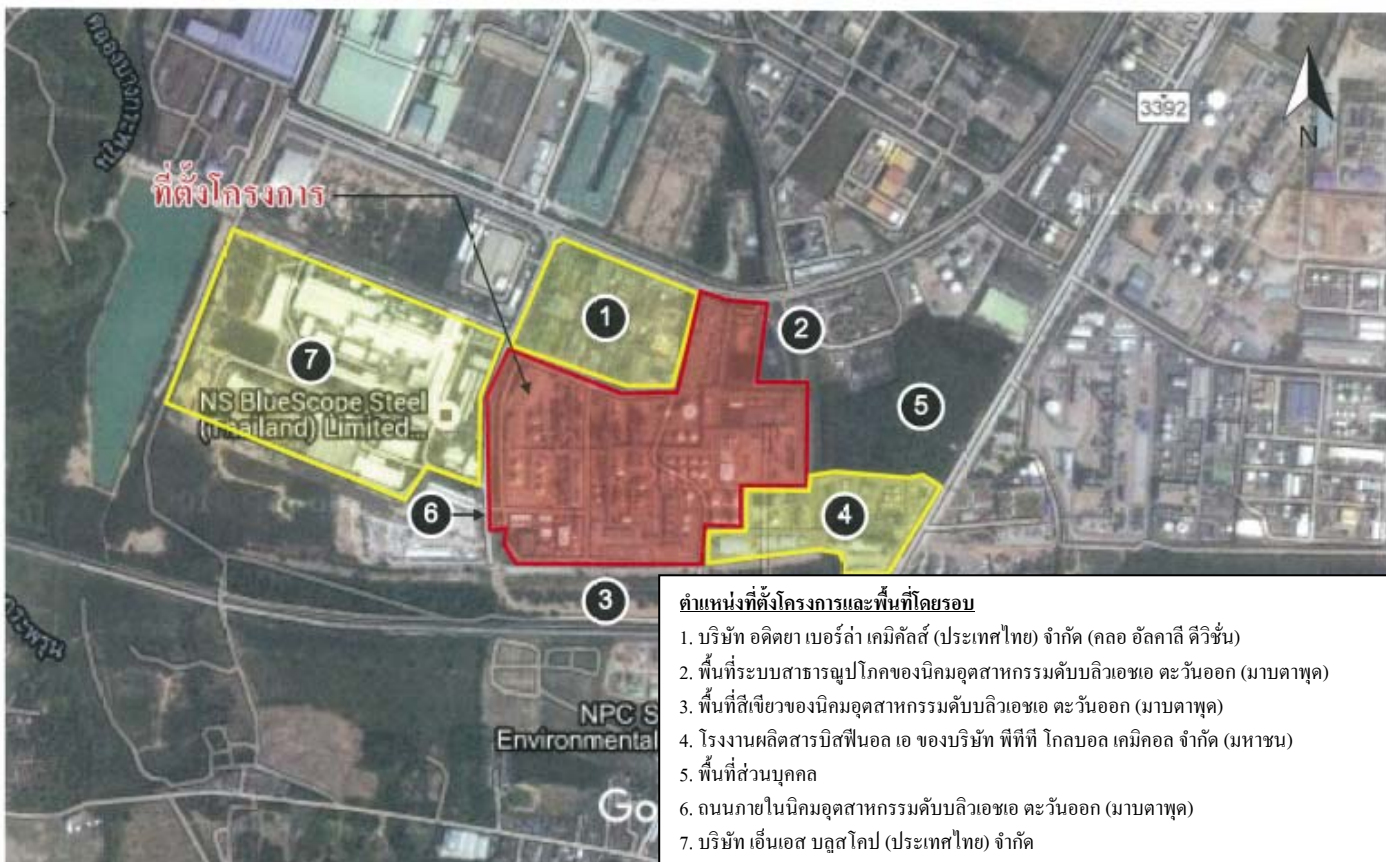 3392
N
ที่ตั้งโครงการ
1
2
7
5
NS BlueScope Steel
(Thailand) Limited...
6
4
3
ตำแหน่งที่ตั้งโครงการและพื้นที่โดยรอบ
1. บริษัท อดิตยา เบอร์ล่า เคมิคัลส์ (ประเทศไทย) จำกัด (คลอ อัลคาลี ดีวิชั่น)
2. พื้นที่ระบบสาธารณูปโภคของนิคมอุตสาหกรรมดับบลิวเอชเอ ตะวันออก (มาบตาพุด)
3. พื้นที่สีเขียวของนิคมอุตสาหกรรมดับบลิวเอชเอ ตะวันออก (มาบตาพุด)
4. โรงงานผลิตสารบิสฟีนอล เอ ของบริษัท พีทีที โกลบอล เคมิคอล จำกัด (มหาชน)
5. พื้นที่ส่วนบุคคล
6. ถนนภายในนิคมอุตสาหกรรมดับบลิวเอชเอ ตะวันออก (มาบตาพุด)
7. บริษัท เอ็นเอส บลูสโคป (ประเทศไทย) จำกัด
NPC S
Environmental
Go